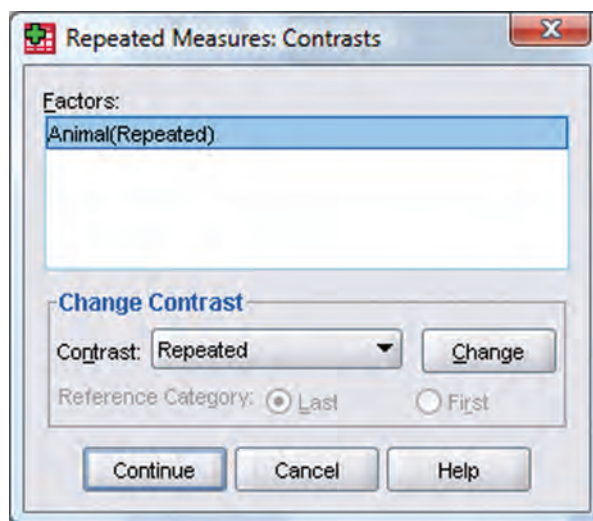 Repeated Measures: Contrasts
Factors:
Animal(Repeated)
Change Contrast
Contrast: Repeated Change
Reference Category: Last First
Continue Cancel Help